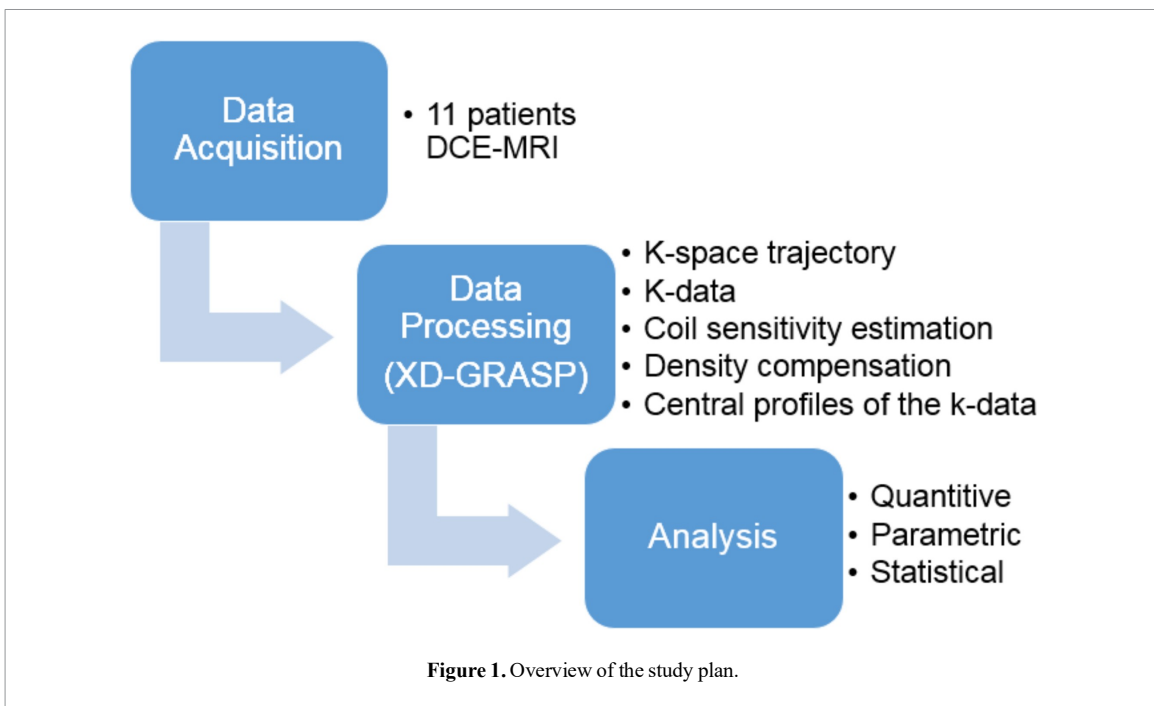 Data
Acquisition
• 11 patients
DCE-MRI
Data
Processing
(XD-GRASP)
• K-space trajectory
• K-data
• Coil sensitivity estimation
• Density compensation
• Central profiles of the k-data
Analysis
• Quantitive
• Parametric
• Statistical
Figure 1. Overview of the study plan.